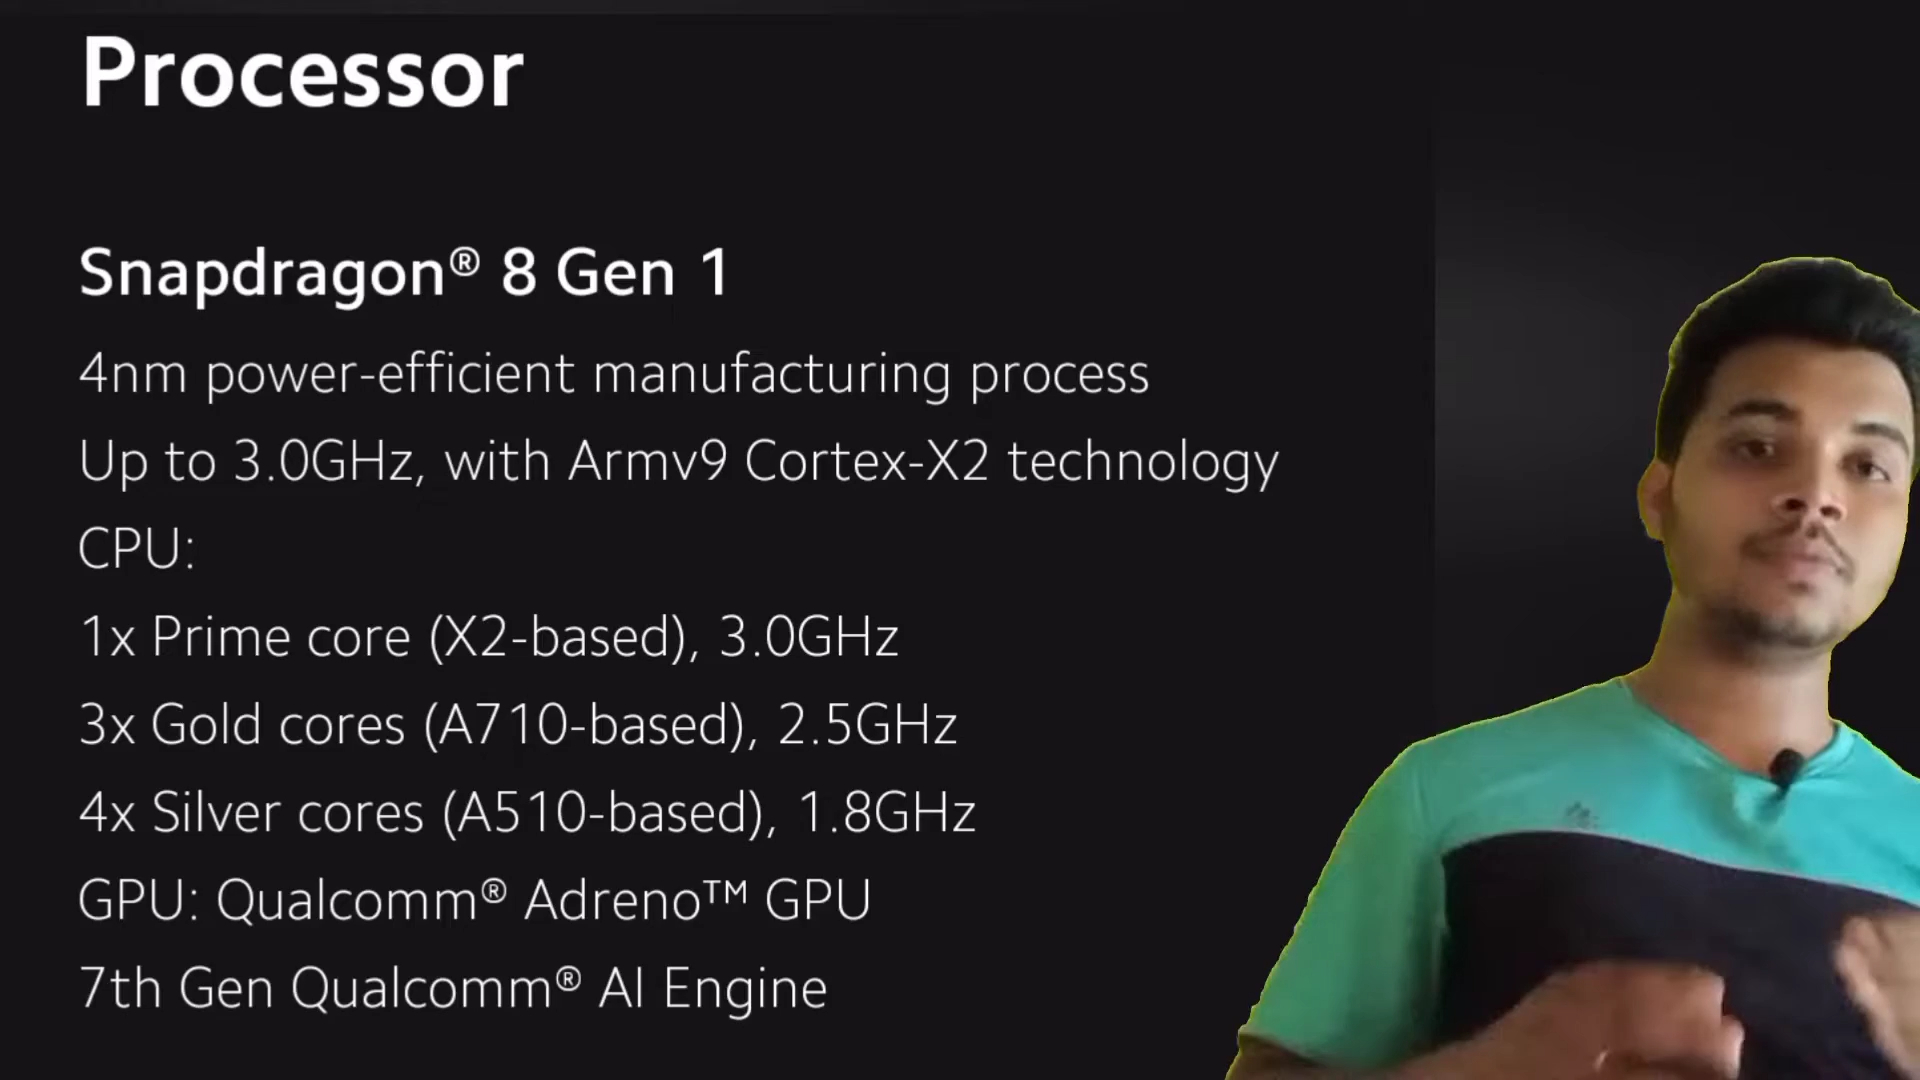 Processor
Snapdragon® 8 Gen 1
4nm power-efficient manufacturing process
Up to 3.0GHz, with Armv9 Cortex-X2 technology
CPU:
1x Prime core (X2-based), 3.0GHz
3x Gold cores (A710-based), 2.5GHz
4x Silver cores (A510-based), 1.8GHz
GPU: Qualcomm® Adreno™ GPU
7th Gen Qualcomm® AI Engine